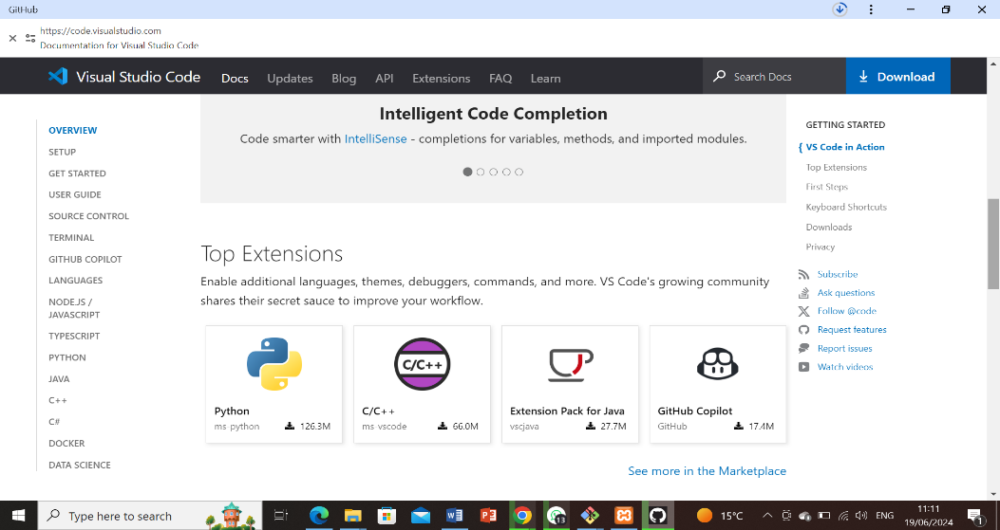 GitHub
https://code.visualstudio.com
Documentation for Visual Studio Code
Visual Studio Code
Docs
Updates
Blog
API
Extensions
FAQ
Learn
Search Docs
Download
OVERVIEW
SETUP
GET STARTED
USER GUIDE
SOURCE CONTROL
TERMINAL
GITHUB COPILOT
LANGUAGES
NODE.JS /
JAVASCRIPT
TYPESCRIPT
PYTHON
JAVA
C++
C#
DOCKER
DATA SCIENCE
Intelligent Code Completion
Code smarter with IntelliSense - completions for variables, methods, and imported modules.
Top Extensions
Enable additional languages, themes, debuggers, commands, and more. VS Code's growing community
shares their secret sauce to improve your workflow.
Python
ms-python
126.3M
C/C++
C/C++
ms-vscode
66.0M
Extension Pack for Java
vscjava
27.7M
GitHub Copilot
GitHub
17.4M
See more in the Marketplace
GETTING STARTED
VS Code in Action
Top Extensions
First Steps
Keyboard Shortcuts
Downloads
Privacy
Subscribe
Ask questions
Follow @code
Request features
Report issues
Watch videos
Type here to search
13
15°C
ENG
11:11
19/06/2024
1